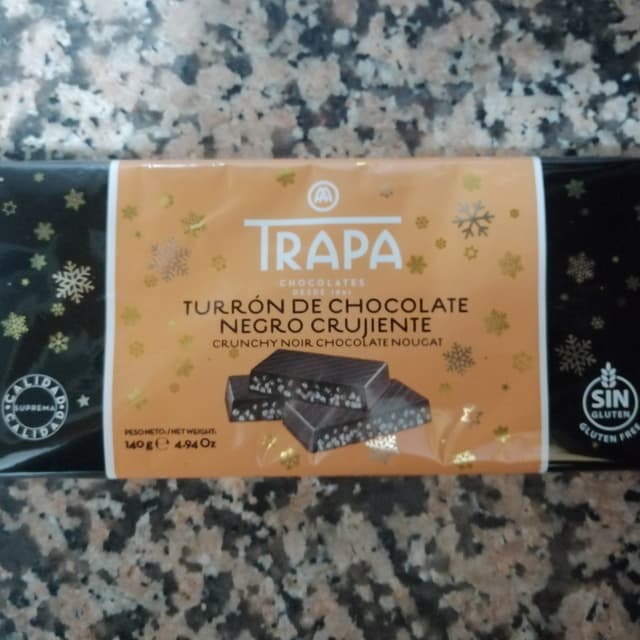 TRAPA
CHOCOLATES
DESDE 1891
TURRÓN DE CHOCOLATE
NEGRO CRUJIENTE
CRUNCHY NOIR CHOCOLATE NOUGAT
CALIDAD
SUPREMA
CALIDAD
PESO NETO: / NET WEIGHT:
140 g ℮ 4.94 Oz
SIN
GLUTEN
GLUTEN FREE